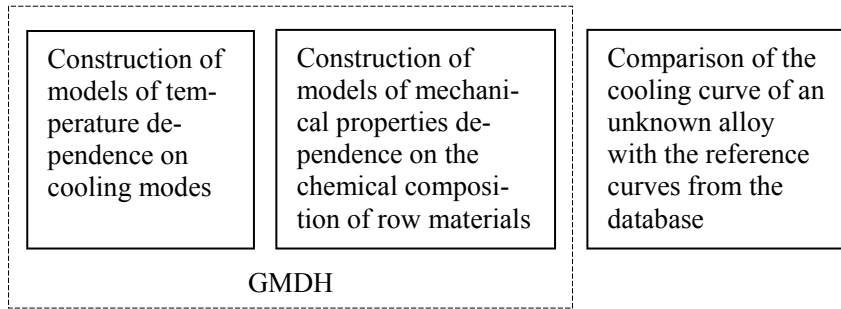 Construction of
models of tem-
perature de-
pendence on
cooling modes
Construction of
models of mechani-
cal properties de-
pendence on the
chemical composi-
tion of row materials
Comparison of the
cooling curve of an
unknown alloy
with the reference
curves from the
database
GMDH